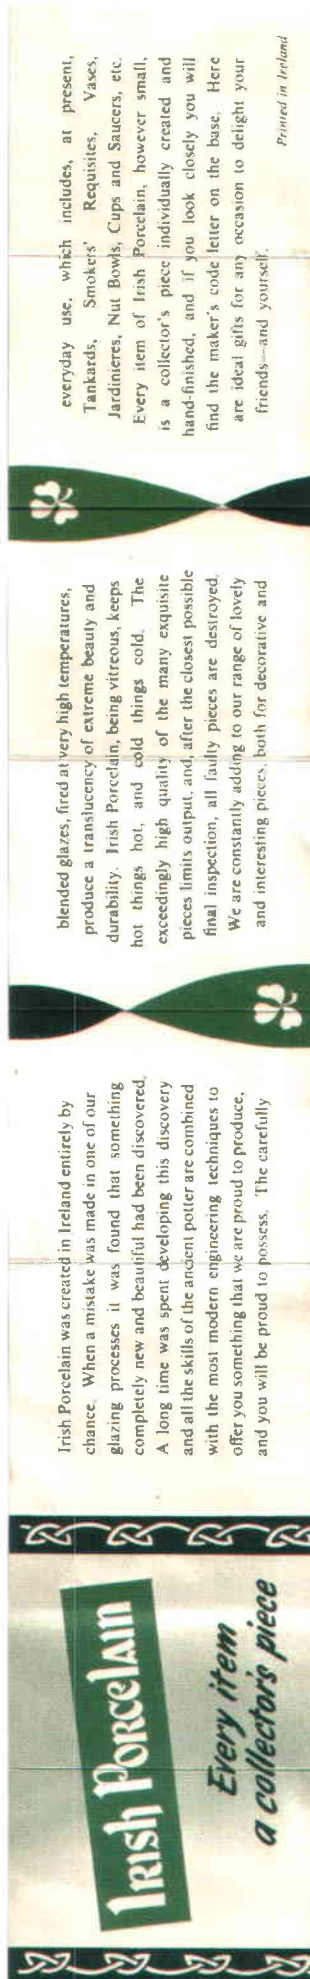 IRISH PORCELAIN
Every item
a collector's piece
Irish Porcelain was created in Ireland entirely by
chance. When a mistake was made in one of our
glazing processes it was found that something
completely new and beautiful had been discovered.
A long time was spent developing this discovery
and all the skills of the ancient potter are combined
with the most modern engineering techniques to
offer you something that we are proud to produce,
and you will be proud to possess. The carefully
blended glazes, fired at very high temperatures,
produce a translucency of extreme beauty and
durability. Irish Porcelain, being vitreous, keeps
hot things hot, and cold things cold. The
exceedingly high quality of the many exquisite
pieces limits output, and, after the closest possible
final inspection, all faulty pieces are destroyed.
We are constantly adding to our range of lovely
and interesting pieces, both for decorative and
everyday use, which includes, at present,
Tankards, Smokers' Requisites, Vases,
Jardinieres, Nut Bowls, Cups and Saucers, etc.
Every item of Irish Porcelain, however small,
is a collector's piece individually created and
hand-finished, and if you look closely you will
find the maker's code letter on the base. Here
are ideal gifts for any occasion to delight your
friends—and yourself.
Printed in Ireland